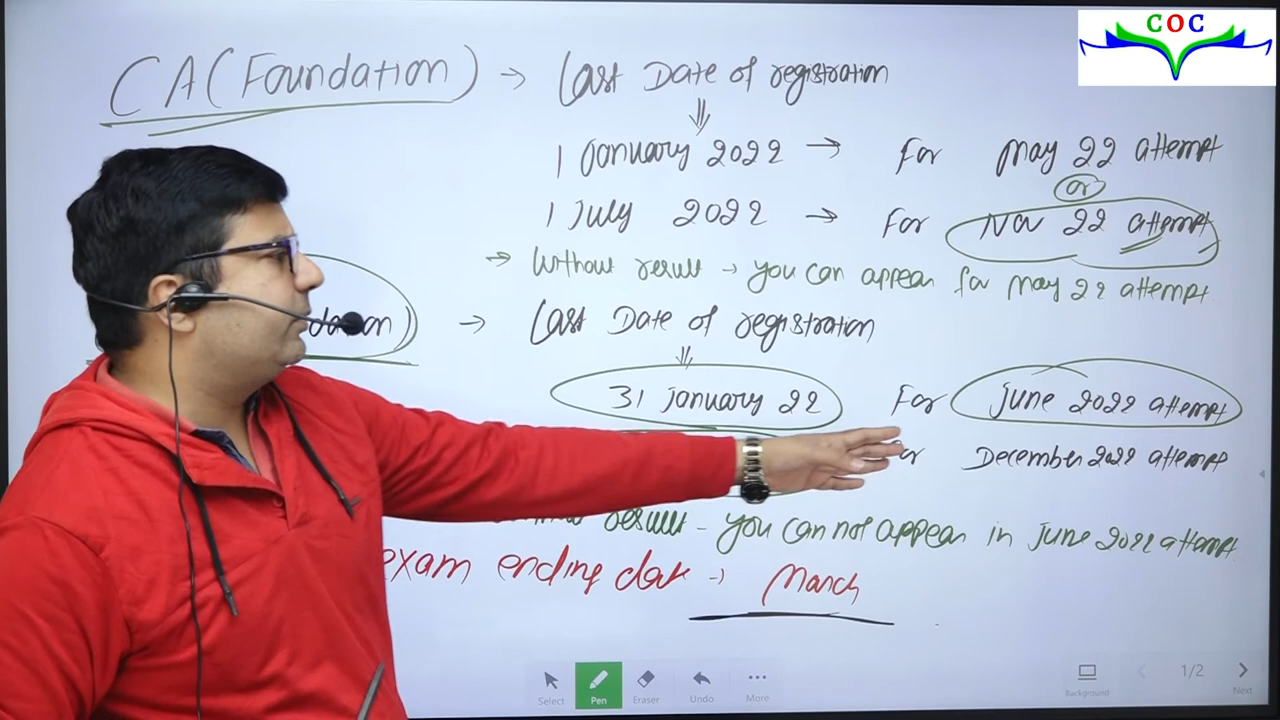 COC
CA (Foundation) → Last Date of registration
⇓
1 January 2022 → For May 22 attempt
or
1 July 2022 → For Nov 22 attempt
→ Without result → you can appear for May 22 attempt
dation) → Last Date of registration
⇓
31 January 22 For June 2022 attempt
December 2022 attempt
result - you can not appear in June 2022 attempt
exam ending date → March
Select Pen Eraser Undo More Background 1/2 Next